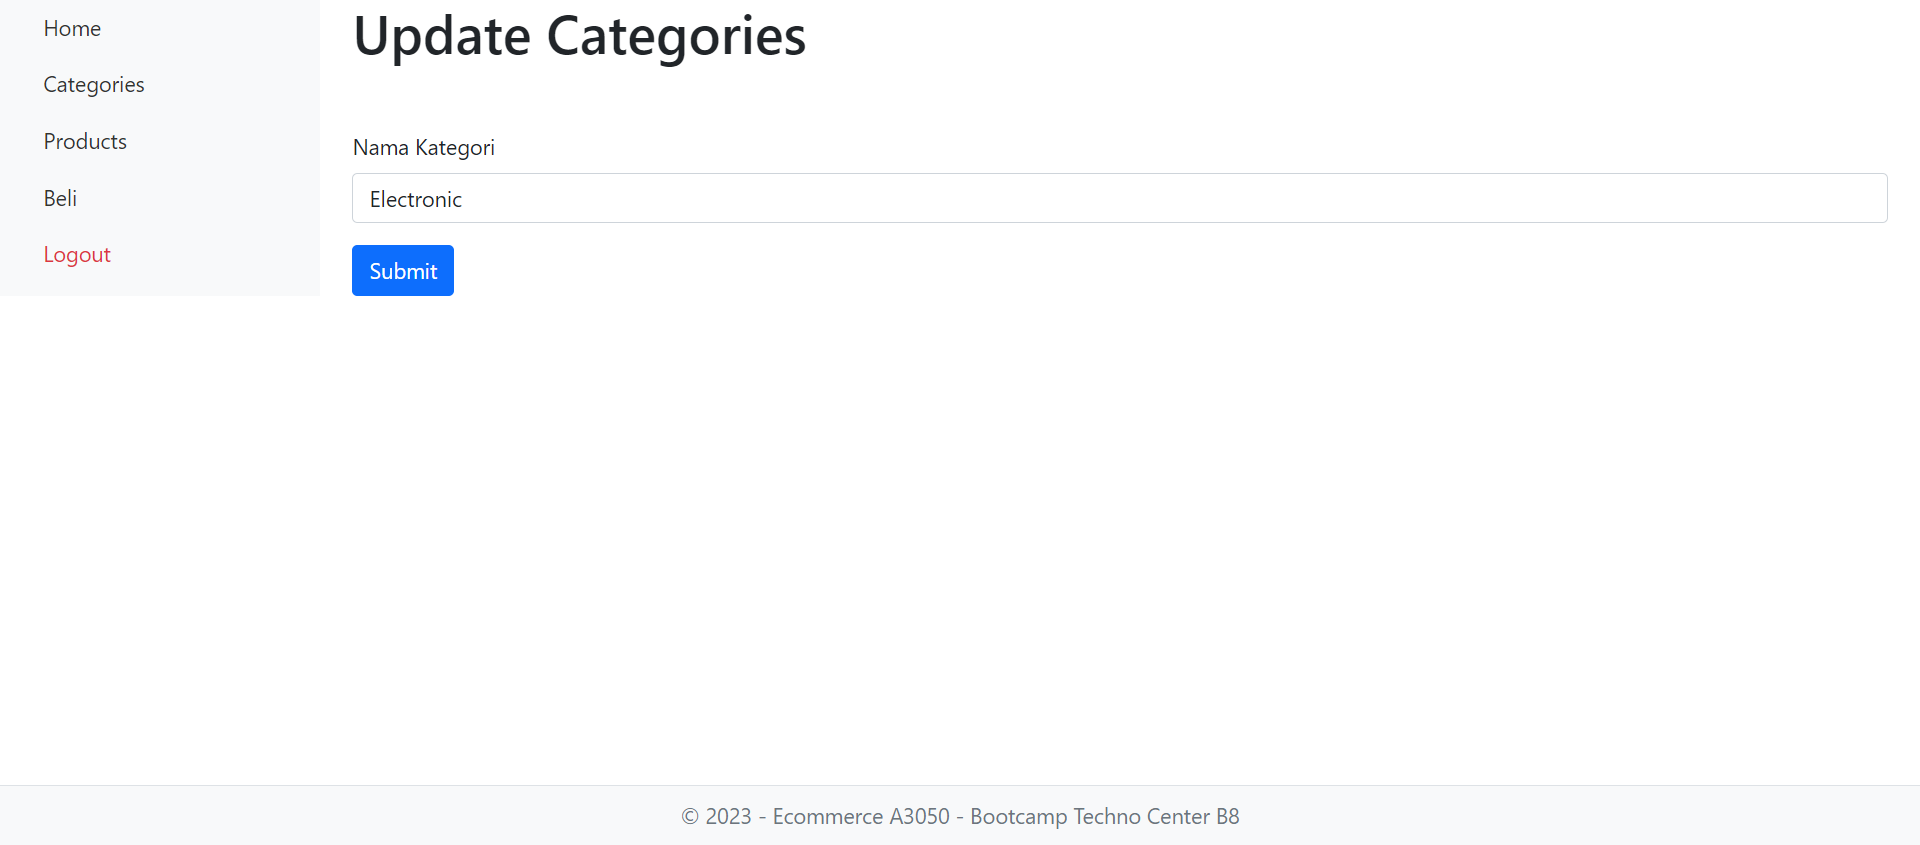 Home
Categories
Products
Beli
Logout
Update Categories
Nama Kategori
Electronic
Submit
© 2023 - Ecommerce A3050 - Bootcamp Techno Center B8